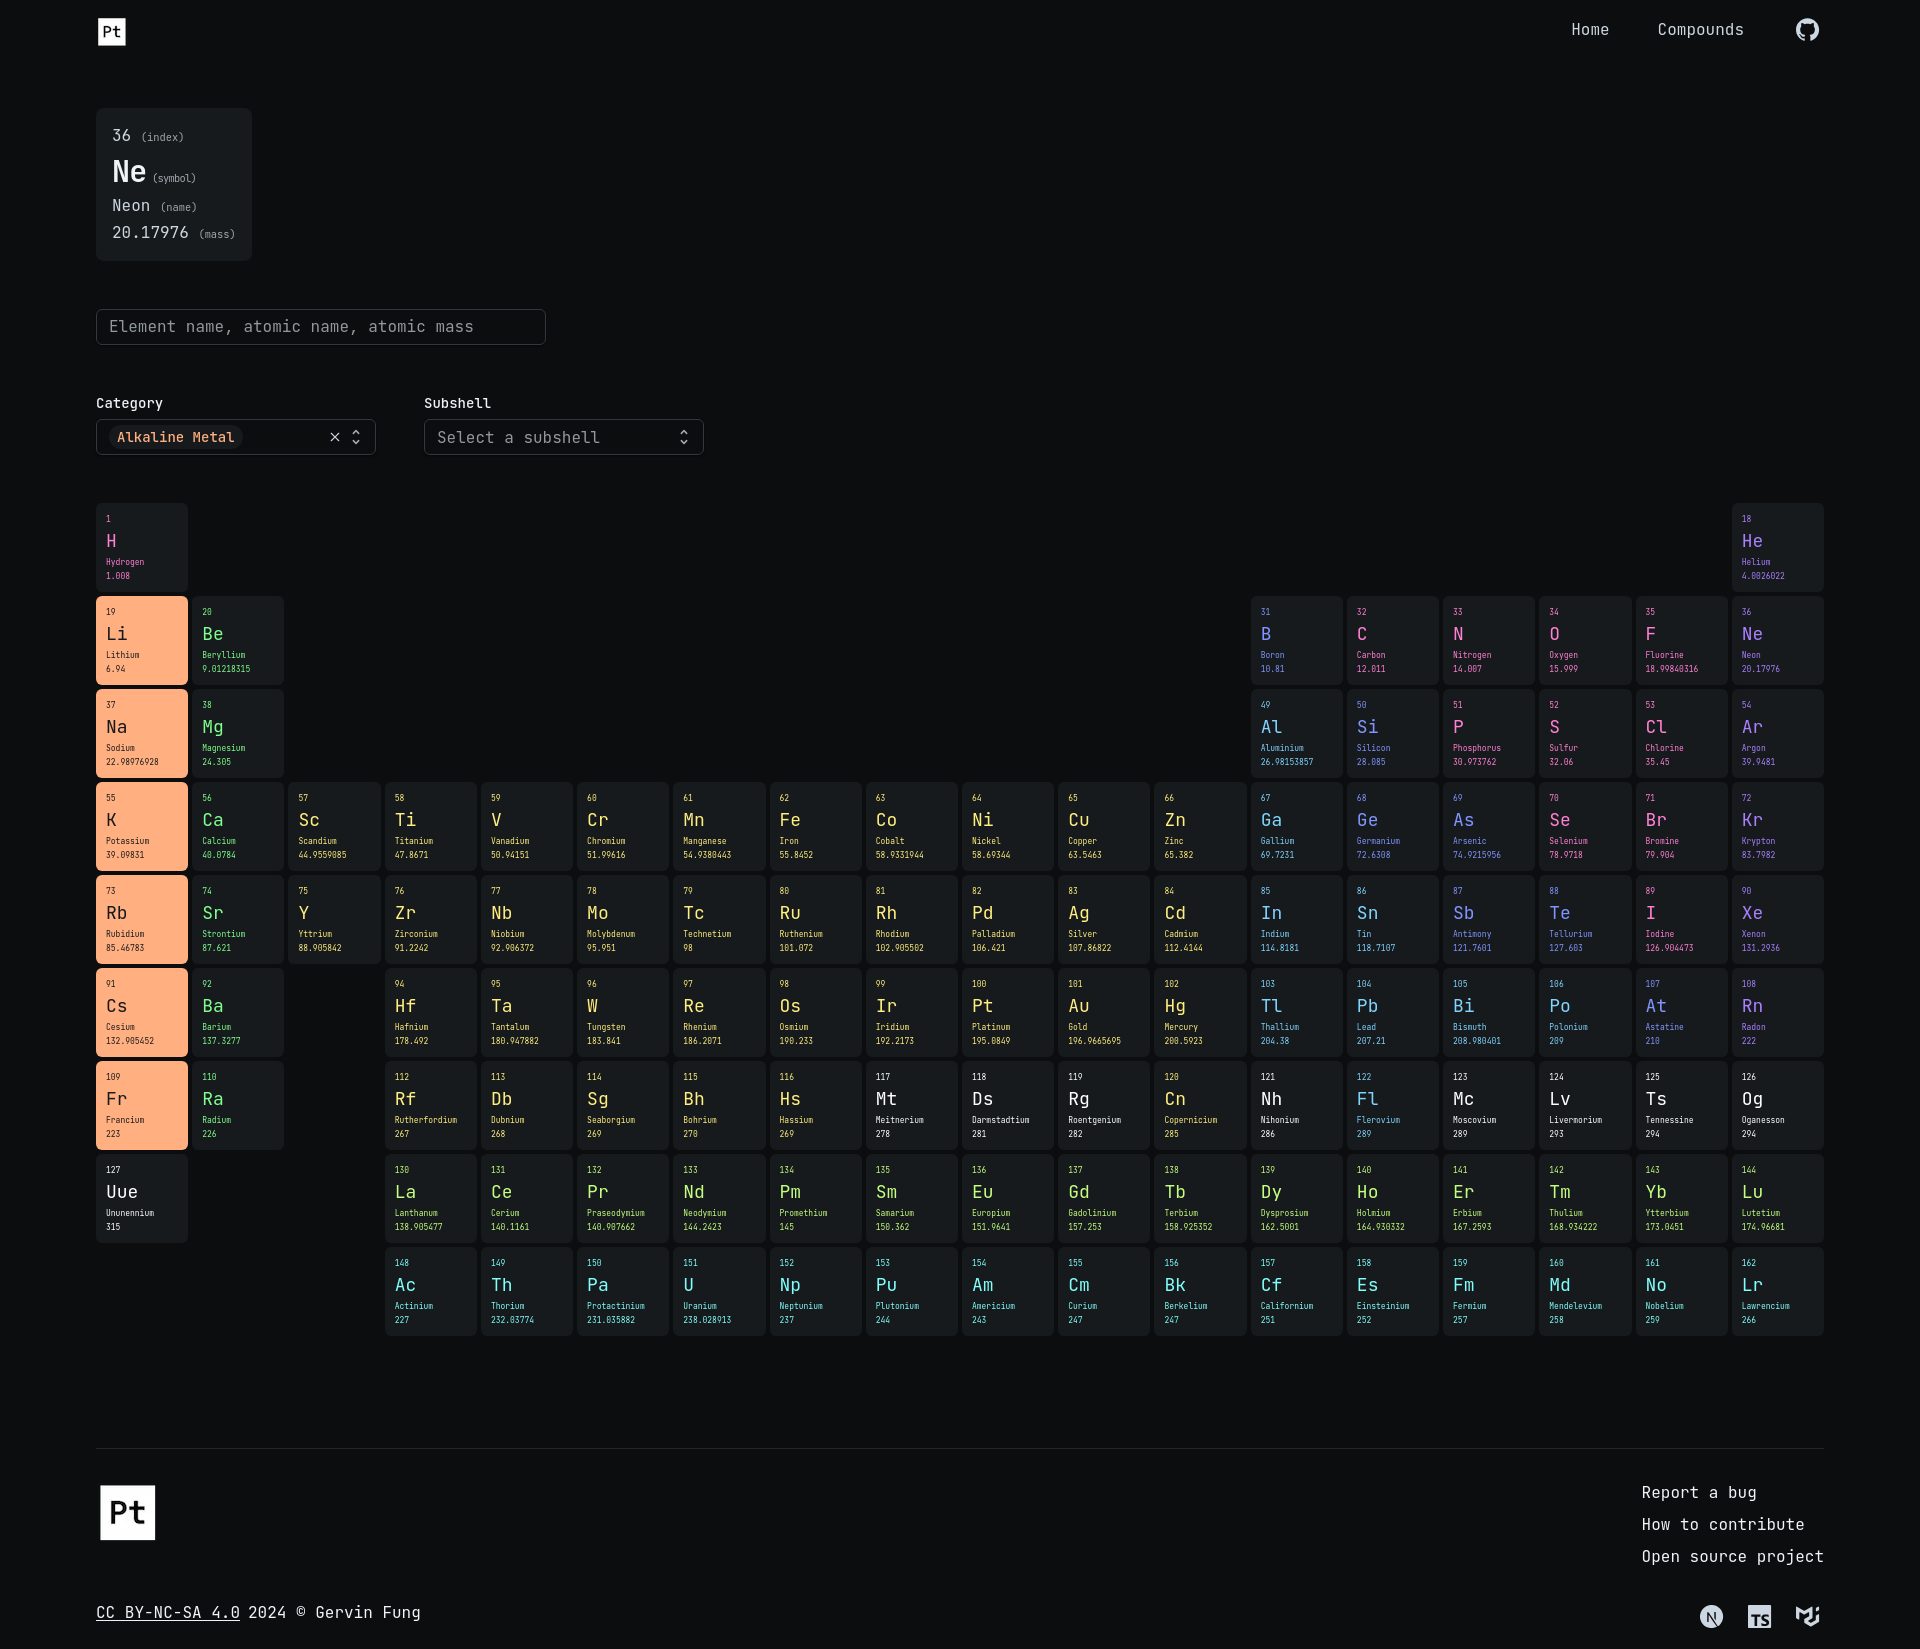 Pt Home Compounds
36 (index)
Ne (symbol)
Neon (name)
20.17976 (mass)
Element name, atomic name, atomic mass
Category Subshell
Alkaline Metal Select a subshell
1 18
H He
Hydrogen Helium
1.008 4.0026022
19 20 31 32 33 34 35 36
Li Be B C N O F Ne
Lithium Beryllium Boron Carbon Nitrogen Oxygen Fluorine Neon
6.94 9.01218315 10.81 12.011 14.007 15.999 18.99840316 20.17976
37 38 49 50 51 52 53 54
Na Mg Al Si P S Cl Ar
Sodium Magnesium Aluminium Silicon Phosphorus Sulfur Chlorine Argon
22.98976928 24.305 26.98153857 28.085 30.973762 32.06 35.45 39.9481
55 56 57 58 59 60 61 62 63 64 65 66 67 68 69 70 71 72
K Ca Sc Ti V Cr Mn Fe Co Ni Cu Zn Ga Ge As Se Br Kr
Potassium Calcium Scandium Titanium Vanadium Chromium Manganese Iron Cobalt Nickel Copper Zinc Gallium Germanium Arsenic Selenium Bromine Krypton
39.09831 40.0784 44.9559085 47.8671 50.94151 51.99616 54.9380443 55.8452 58.9331944 58.69344 63.5463 65.382 69.7231 72.6308 74.9215956 78.9718 79.904 83.7982
73 74 75 76 77 78 79 80 81 82 83 84 85 86 87 88 89 90
Rb Sr Y Zr Nb Mo Tc Ru Rh Pd Ag Cd In Sn Sb Te I Xe
Rubidium Strontium Yttrium Zirconium Niobium Molybdenum Technetium Ruthenium Rhodium Palladium Silver Cadmium Indium Tin Antimony Tellurium Iodine Xenon
85.46783 87.621 88.905842 91.2242 92.906372 95.951 98 101.072 102.905502 106.421 107.86822 112.4144 114.8181 118.7107 121.7601 127.603 126.904473 131.2936
91 92 94 95 96 97 98 99 100 101 102 103 104 105 106 107 108
Cs Ba Hf Ta W Re Os Ir Pt Au Hg Tl Pb Bi Po At Rn
Cesium Barium Hafnium Tantalum Tungsten Rhenium Osmium Iridium Platinum Gold Mercury Thallium Lead Bismuth Polonium Astatine Radon
132.905452 137.3277 178.492 180.947882 183.841 186.2071 190.233 192.2173 195.0849 196.9665695 200.5923 204.38 207.21 208.980401 209 210 222
109 110 112 113 114 115 116 117 118 119 120 121 122 123 124 125 126
Fr Ra Rf Db Sg Bh Hs Mt Ds Rg Cn Nh Fl Mc Lv Ts Og
Francium Radium Rutherfordium Dubnium Seaborgium Bohrium Hassium Meitnerium Darmstadtium Roentgenium Copernicium Nihonium Flerovium Moscovium Livermorium Tennessine Oganesson
223 226 267 268 269 270 269 278 281 282 285 286 289 289 293 294 294
127 130 131 132 133 134 135 136 137 138 139 140 141 142 143 144
Uue La Ce Pr Nd Pm Sm Eu Gd Tb Dy Ho Er Tm Yb Lu
Ununennium Lanthanum Cerium Praseodymium Neodymium Promethium Samarium Europium Gadolinium Terbium Dysprosium Holmium Erbium Thulium Ytterbium Lutetium
315 138.905477 140.1161 140.907662 144.2423 145 150.362 151.9641 157.253 158.925352 162.5001 164.930332 167.2593 168.934222 173.0451 174.96681
148 149 150 151 152 153 154 155 156 157 158 159 160 161 162
Ac Th Pa U Np Pu Am Cm Bk Cf Es Fm Md No Lr
Actinium Thorium Protactinium Uranium Neptunium Plutonium Americium Curium Berkelium Californium Einsteinium Fermium Mendelevium Nobelium Lawrencium
227 232.03774 231.035882 238.028913 237 244 243 247 247 251 252 257 258 259 266
Pt
Report a bug
How to contribute
Open source project
CC BY-NC-SA 4.0 2024 © Gervin Fung N TS